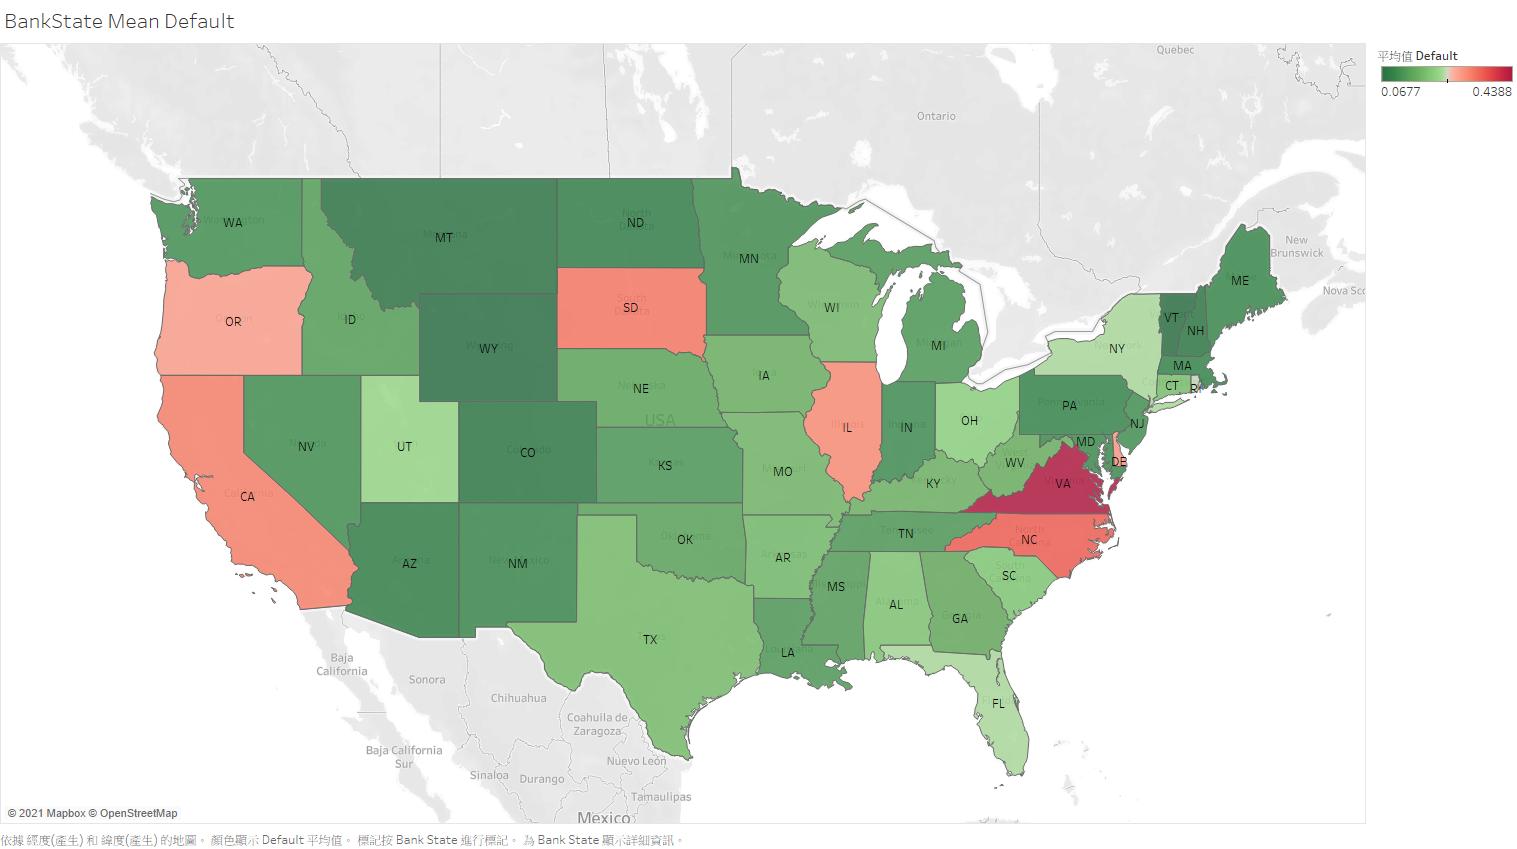 BankState Mean Default
Quebec
平均值 Default
0.0677
0.4388
Ontario
WA
MT
North
ND
MN
New
Brunswick
ME
Nova Sco
OR
ID
SD
WI
VT
NH
WY
MI
NY
MA
IA
NE
CT
USA
PA
NV
UT
CO
KS
MO
IL
IN
OH
NJ
MD
WV
DE
KY
VA
CA
California
AZ
NM
OK
AR
TN
NC
MS
AL
GA
SC
TX
LA
FL
Baja
California
Sonora
Chihuahua
Coahuila de
Zaragoza
Baja California
Sur
Sinaloa
Durango
Nuevo León
Tamaulipas
Mexico
© 2021 Mapbox © OpenStreetMap
依據 經度(產生) 和 緯度(產生) 的地圖。 顏色顯示 Default 平均值。 標記按 Bank State 進行標記。 為 Bank State 顯示詳細資訊。